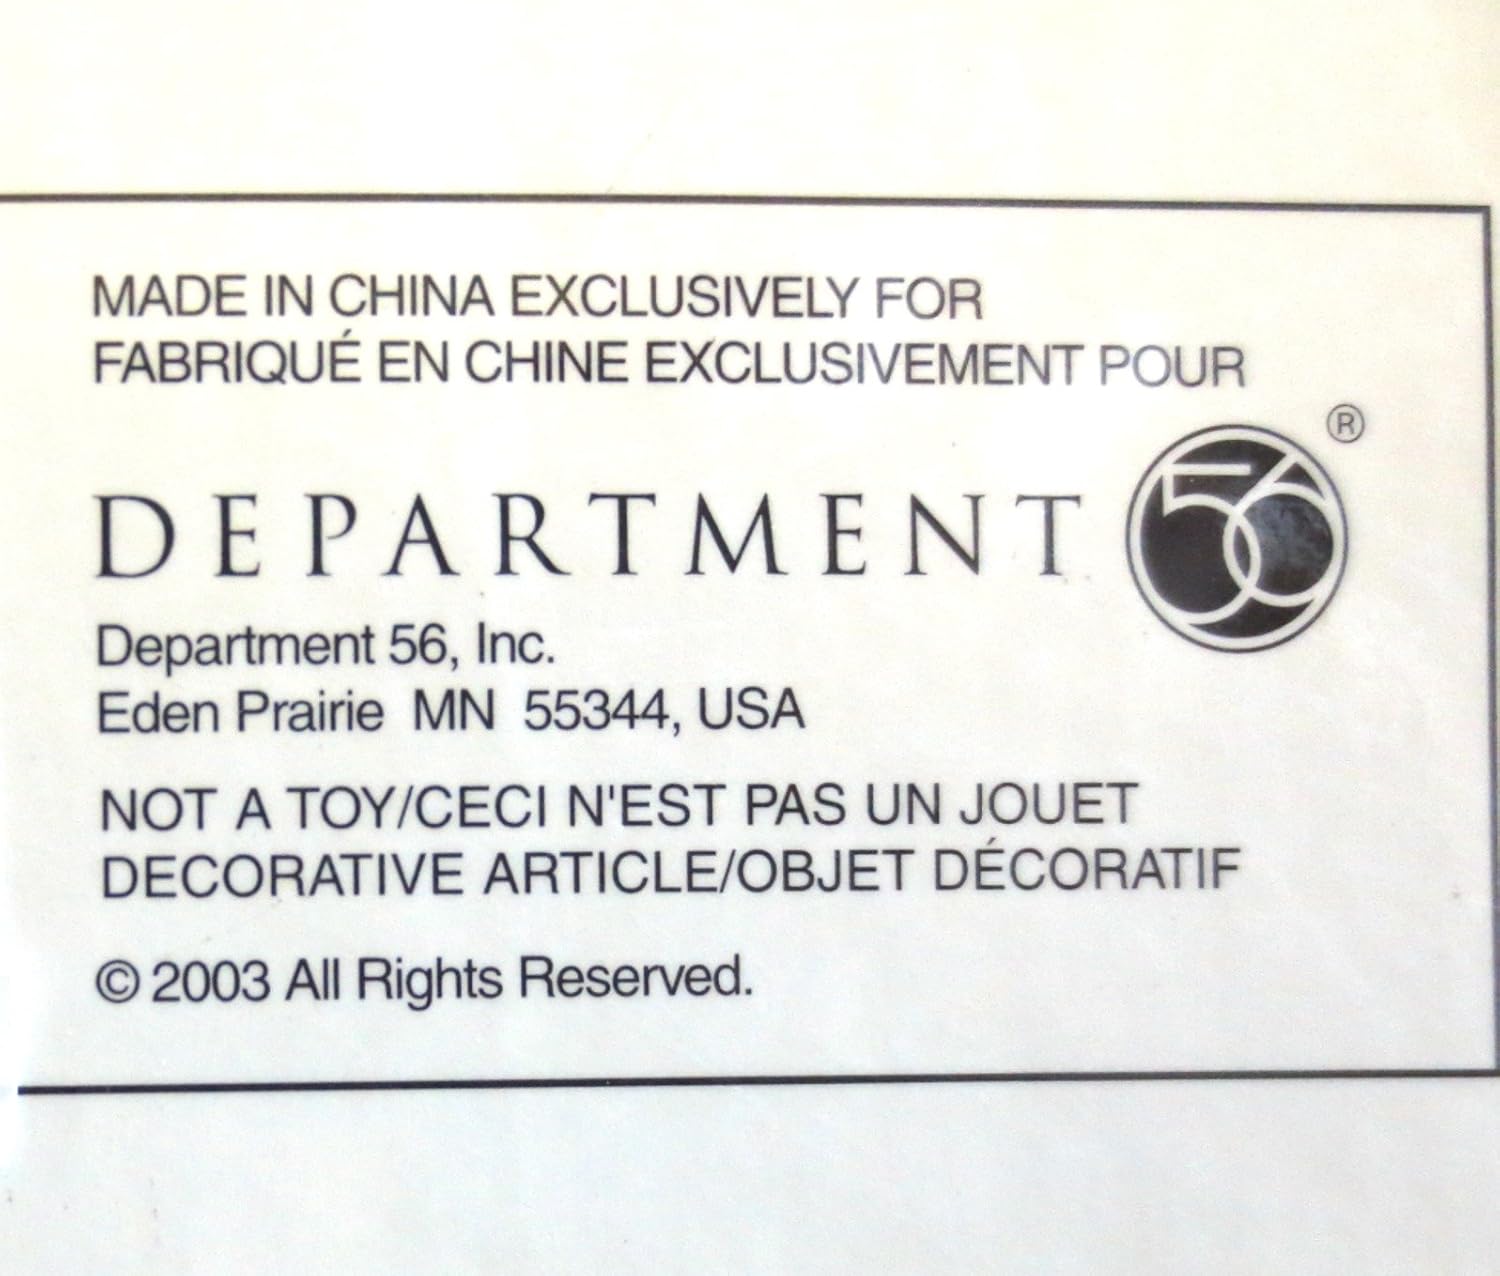 MADE IN CHINA EXCLUSIVELY FOR
FABRIQUÉ EN CHINE EXCLUSIVEMENT POUR
DEPARTMENT 56®
Department 56, Inc.
Eden Prairie MN 55344, USA
NOT A TOY/CECI N'EST PAS UN JOUET
DECORATIVE ARTICLE/OBJET DÉCORATIF
© 2003 All Rights Reserved.